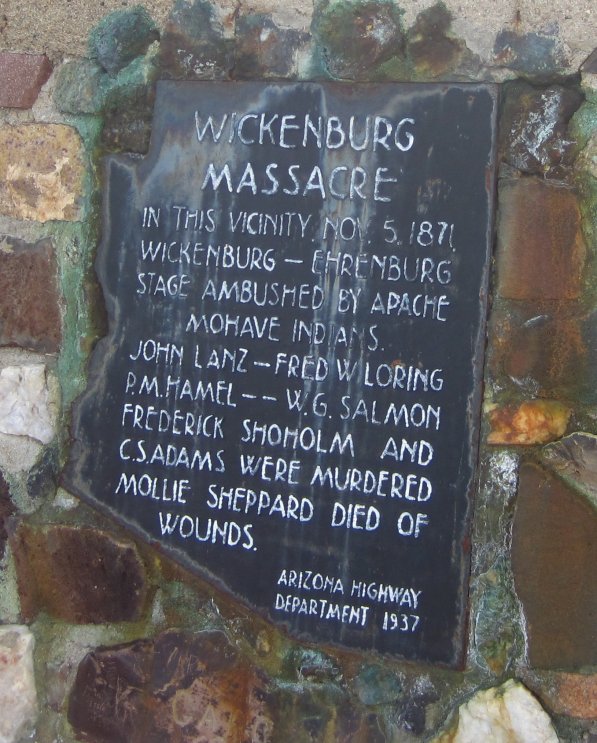 WICKENBURG
MASSACRE
IN THIS VICINITY, NOV. 5, 1871,
WICKENBURG – EHRENBURG
STAGE AMBUSHED BY APACHE
MOHAVE INDIANS.
JOHN LANZ – FRED W. LORING
P.M. HAMEL – – W.G. SALMON
FREDERICK SHOHOLM AND
C.S. ADAMS WERE MURDERED
MOLLIE SHEPPARD DIED OF
WOUNDS.
ARIZONA HIGHWAY
DEPARTMENT 1937